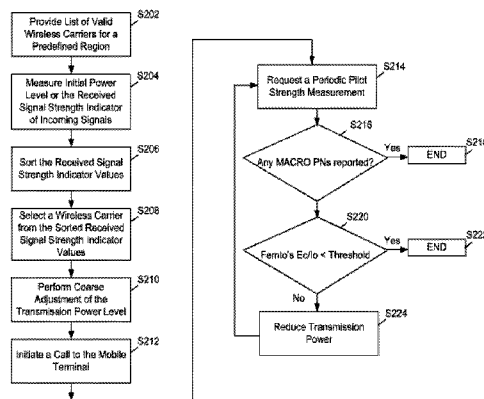 S202
Provide List of Valid
Wireless Carriers for a
Predefined Region
S204
Measure Initial Power
Level or the Received
Signal Strength Indicator
of Incoming Signals
S206
Sort the Received Signal
Strength Indicator Values
S208
Select a Wireless Carrier
from the Sorted Received
Signal Strength Indicator
Values
S210
Perform Coarse
Adjustment of the
Transmission Power Level
S212
Initiate a Call to the Mobile
Terminal
S214
Request a Periodic Pilot
Strength Measurement
S216
Any MACRO PNs reported?
Yes
END
S218
S220
Femto's Ec/Io < Threshold
Yes
END
S222
No
S224
Reduce Transmission
Power